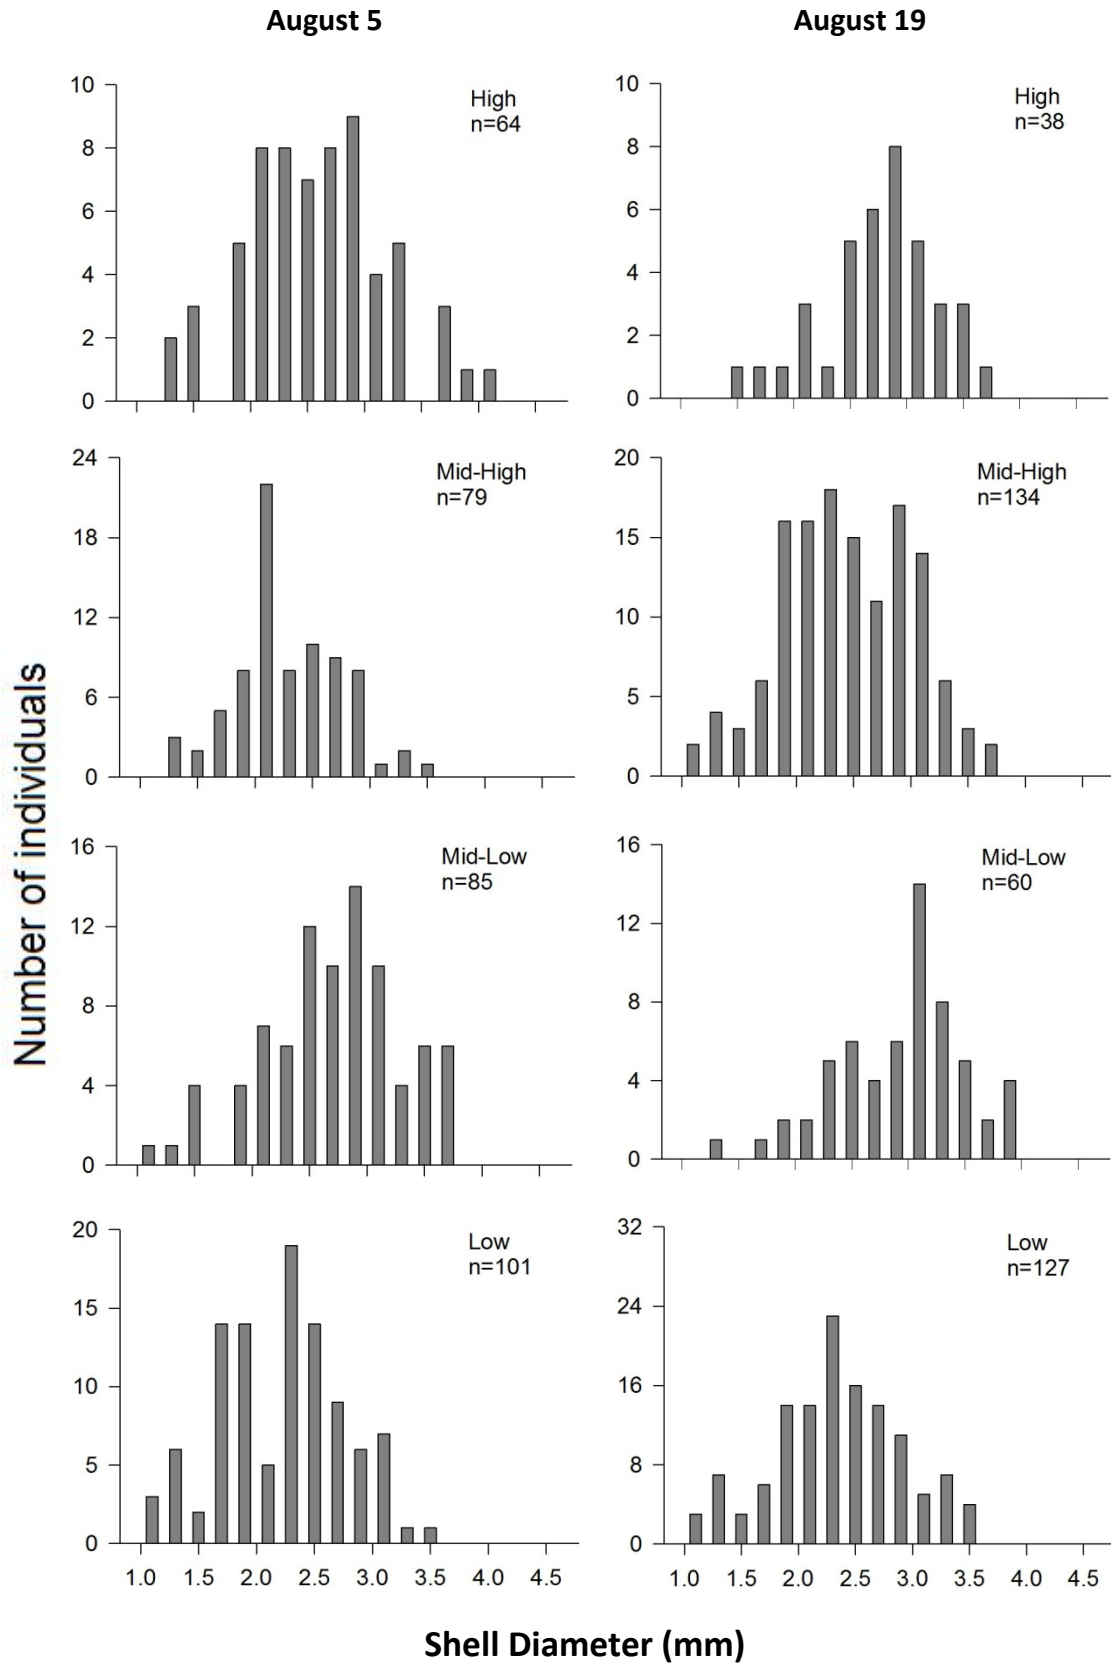 August 5
August 19
10
8
6
4
2
0
High
n=64
10
8
6
4
2
0
High
n=38
24
18
12
6
0
Mid-High
n=79
20
15
10
5
0
Mid-High
n=134
Number of individuals
16
12
8
4
0
Mid-Low
n=85
16
12
8
4
0
Mid-Low
n=60
20
15
10
5
0
Low
n=101
1.0 1.5 2.0 2.5 3.0 3.5 4.0 4.5
32
24
16
8
0
Low
n=127
1.0 1.5 2.0 2.5 3.0 3.5 4.0 4.5
Shell Diameter (mm)